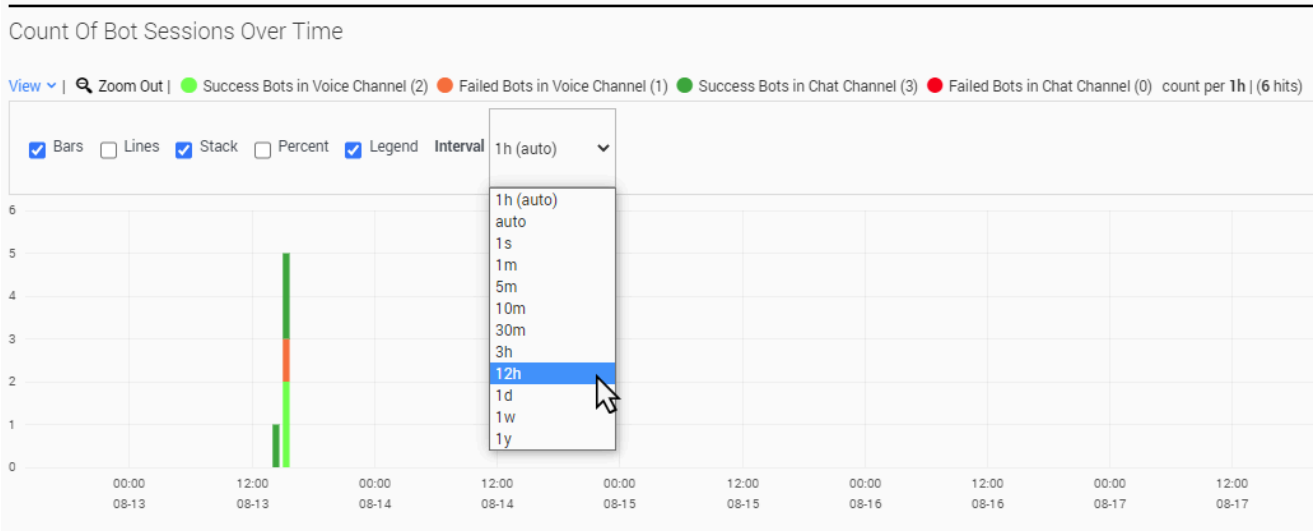 Count Of Bot Sessions Over Time
View | Zoom Out | Success Bots in Voice Channel (2) Failed Bots in Voice Channel (1) Success Bots in Chat Channel (3) Failed Bots in Chat Channel (0) count per 1h | (6 hits)
Bars Lines Stack Percent Legend Interval 1h (auto)
1h (auto)
auto
1s
1m
5m
10m
30m
3h
12h
1d
1w
1y
6
5
4
3
2
1
0
00:00 12:00 00:00 12:00 00:00 12:00 00:00 12:00 00:00 12:00
08-13 08-13 08-14 08-14 08-15 08-15 08-16 08-16 08-17 08-17